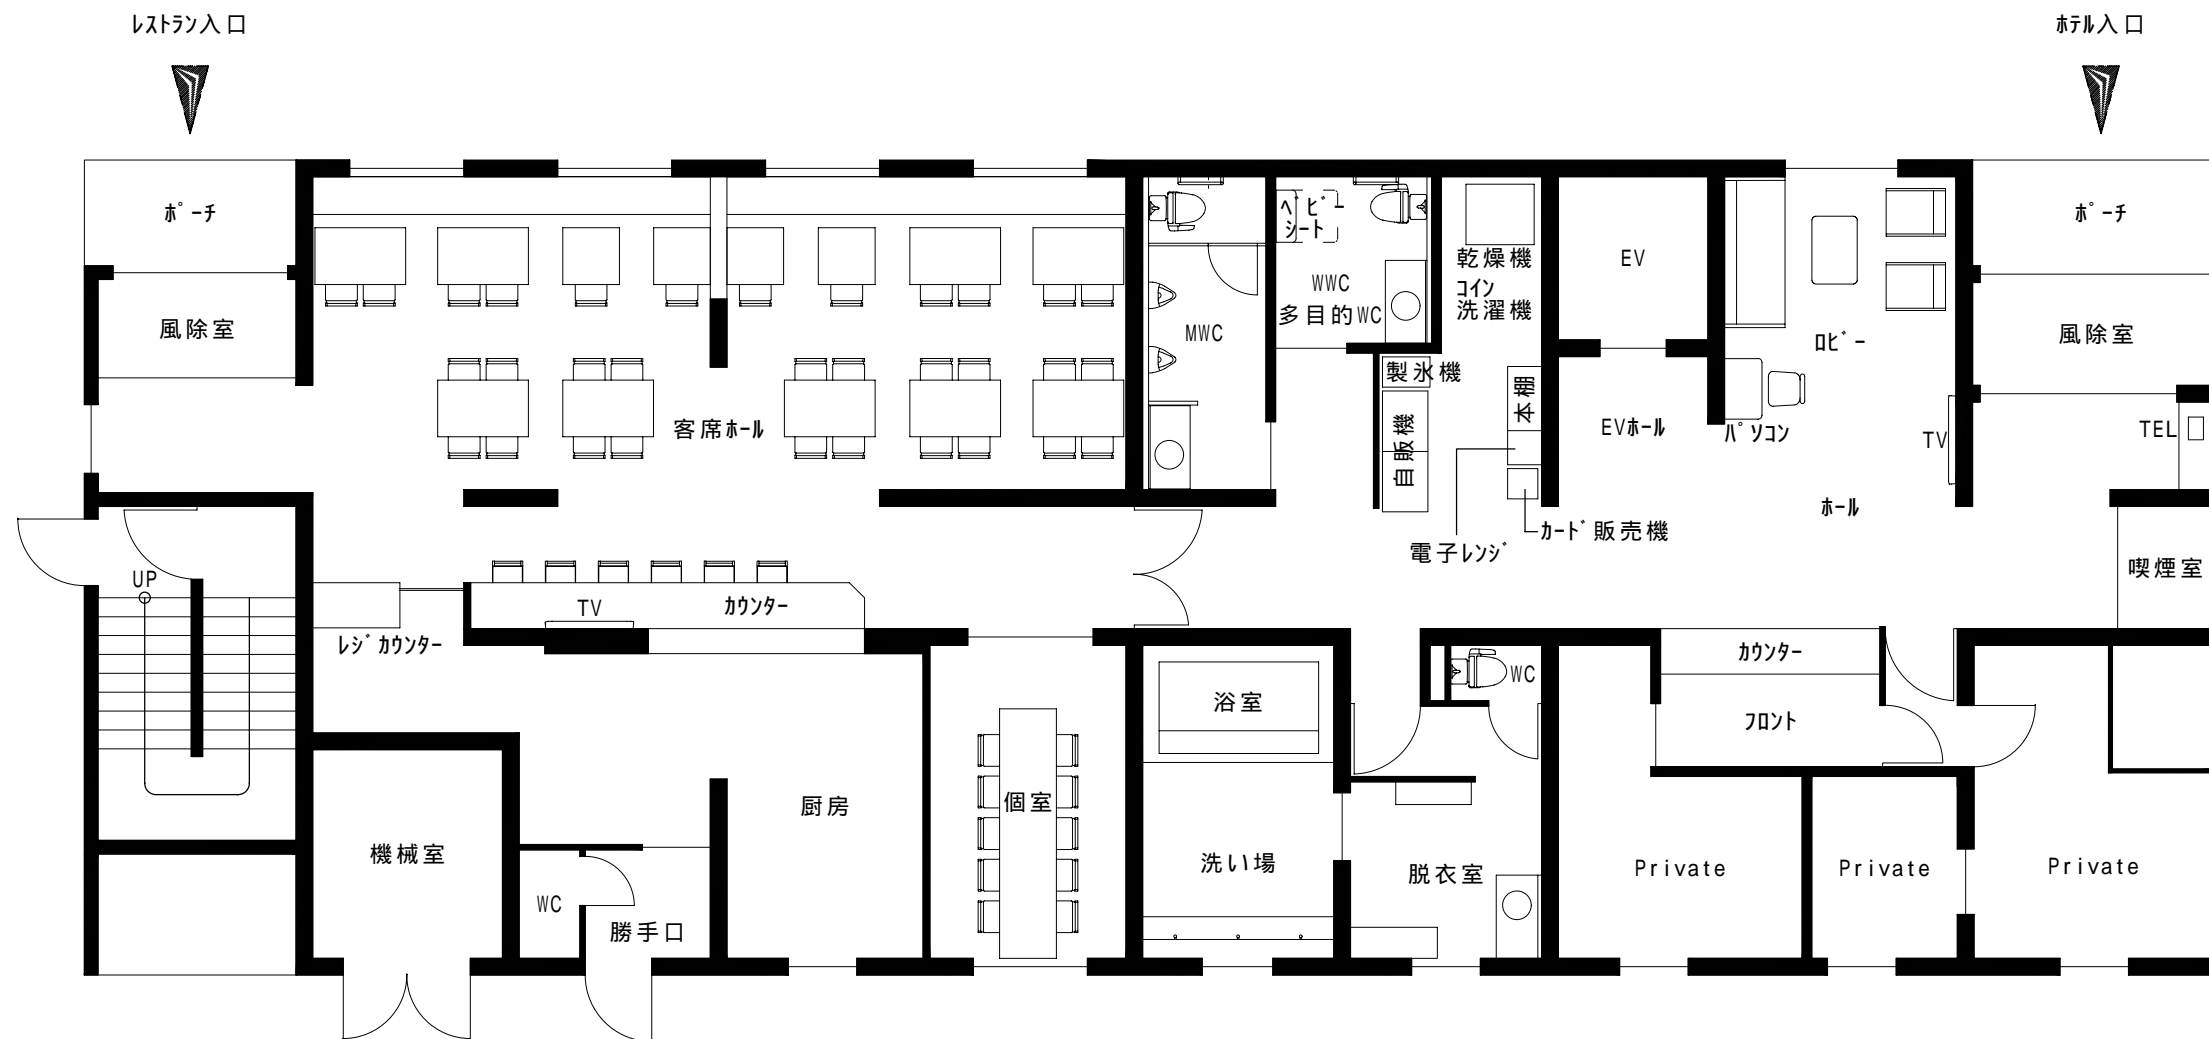 ﾚｽﾄﾗﾝ入口
ﾎﾃﾙ入口
ﾎﾟｰﾁ
ﾎﾟｰﾁ
風除室
風除室
ﾍﾞﾋﾞｰ
ｼｰﾄ
WWC
多目的WC
MWC
乾燥機
ｺｲﾝ
洗濯機
EV
ﾛﾋﾞｰ
製氷機
自販機
本棚
客席ﾎｰﾙ
EVﾎｰﾙ
ﾊﾟｿｺﾝ
TV
TEL
ﾎｰﾙ
ｶｰﾄﾞ販売機
電子ﾚﾝｼﾞ
喫煙室
UP
TV
ｶｳﾝﾀｰ
ﾚｼﾞｶｳﾝﾀｰ
ｶｳﾝﾀｰ
WC
浴室
ﾌﾛﾝﾄ
個室
厨房
機械室
洗い場
脱衣室
Private
Private
Private
WC
勝手口